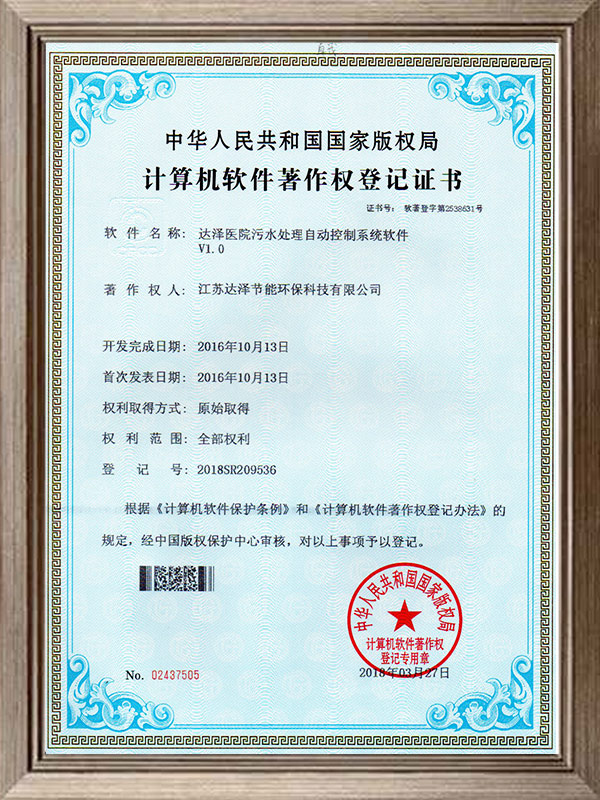 中华人民共和国国家版权局
计算机软件著作权登记证书
证书号： 软著登字第2538631号
软 件 名 称： 达泽医院污水处理自动控制系统软件
V1.0
著 作 权 人： 江苏达泽节能环保科技有限公司
开发完成日期： 2016年10月13日
首次发表日期： 2016年10月13日
权利取得方式： 原始取得
权 利 范 围： 全部权利
登 记 号： 2018SR209536
根据《计算机软件保护条例》和《计算机软件著作权登记办法》的
规定，经中国版权保护中心审核，对以上事项予以登记。
中华人民共和国国家版权局
计算机软件著作权
登记专用章
No. 02437505
2018年03月27日